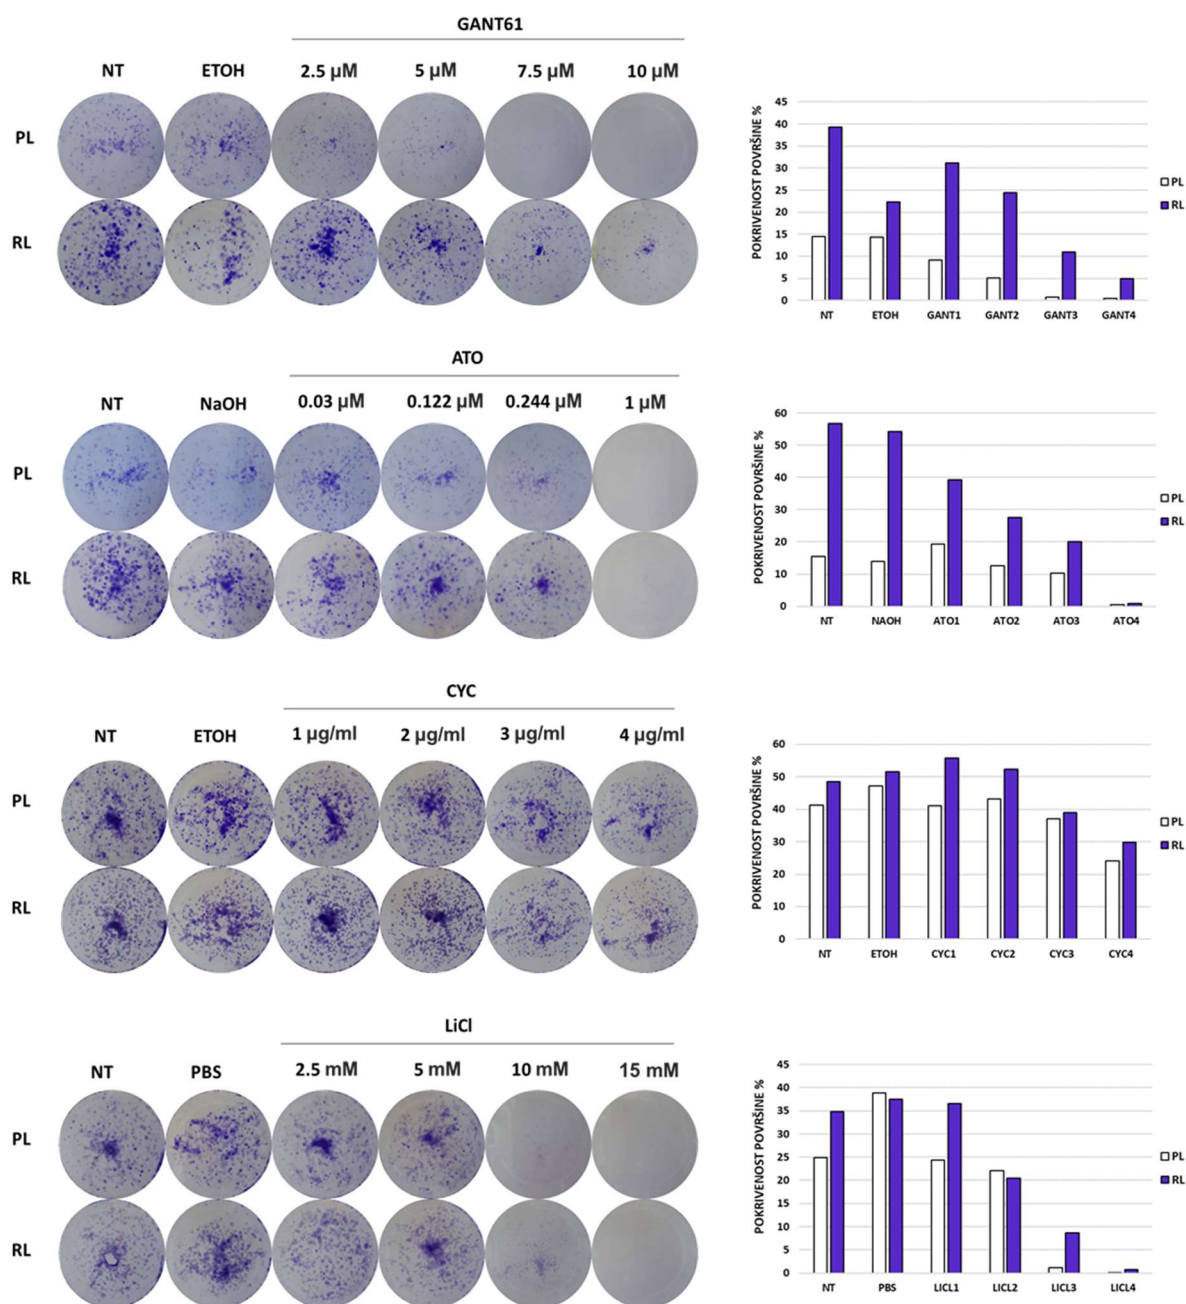 GANT61
NT ETOH 2.5 µM 5 µM 7.5 µM 10 µM
PL
RL
POKRIVENOST POVRŠINE %
45
40
35
30
25
20
15
10
5
0
NT ETOH GANT1 GANT2 GANT3 GANT4
PL
RL
ATO
NT NaOH 0.03 µM 0.122 µM 0.244 µM 1 µM
PL
RL
POKRIVENOST POVRŠINE %
60
50
40
30
20
10
0
NT NAOH ATO1 ATO2 ATO3 ATO4
PL
RL
CYC
NT ETOH 1 µg/ml 2 µg/ml 3 µg/ml 4 µg/ml
PL
RL
POKRIVENOST POVRŠINE %
60
50
40
30
20
10
0
NT ETOH CYC1 CYC2 CYC3 CYC4
PL
RL
LiCl
NT PBS 2.5 mM 5 mM 10 mM 15 mM
PL
RL
POKRIVENOST POVRŠINE %
45
40
35
30
25
20
15
10
5
0
NT PBS LICL1 LICL2 LICL3 LICL4
PL
RL